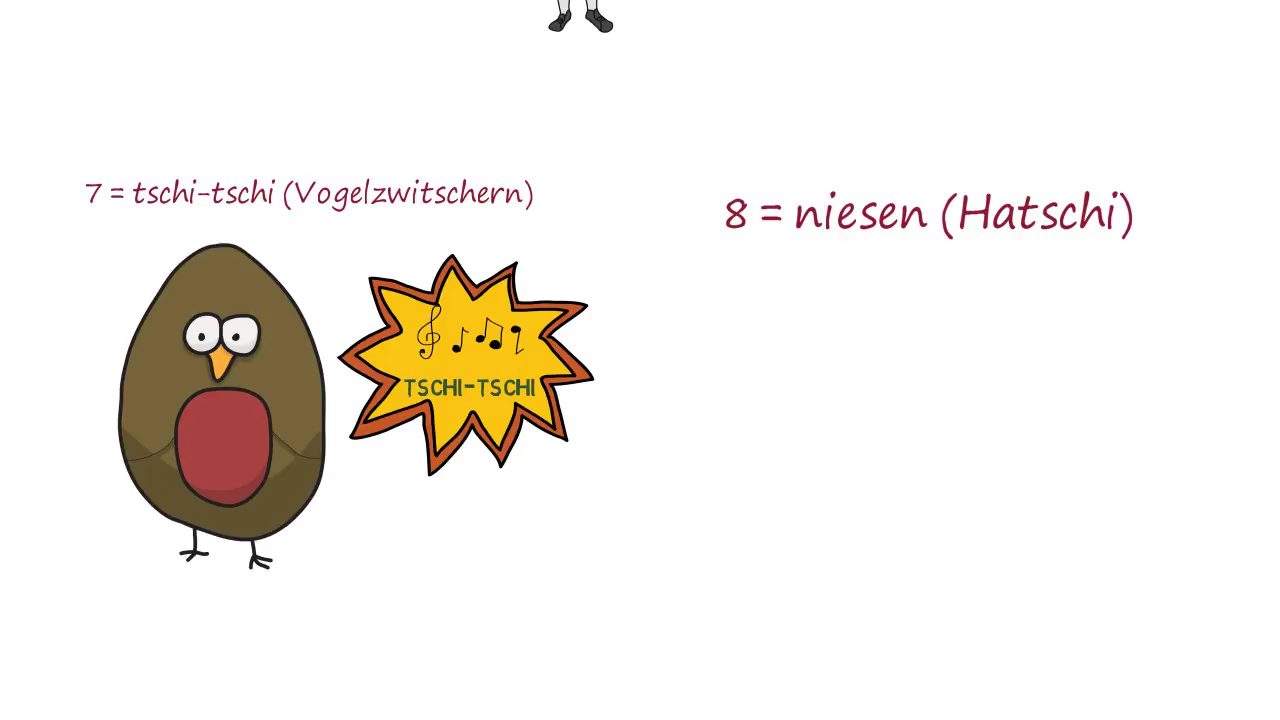 7 = tschi-tschi (Vogelzwitschern)
8 = niesen (Hatschi)
TSCHI-TSCHI